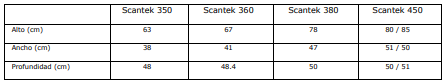 Scantek 350 Scantek 360 Scantek 380 Scantek 450
Alto (cm) 63 67 78 80 / 85
Ancho (cm) 38 41 47 51 / 50
Profundidad (cm) 48 48.4 50 50 / 51